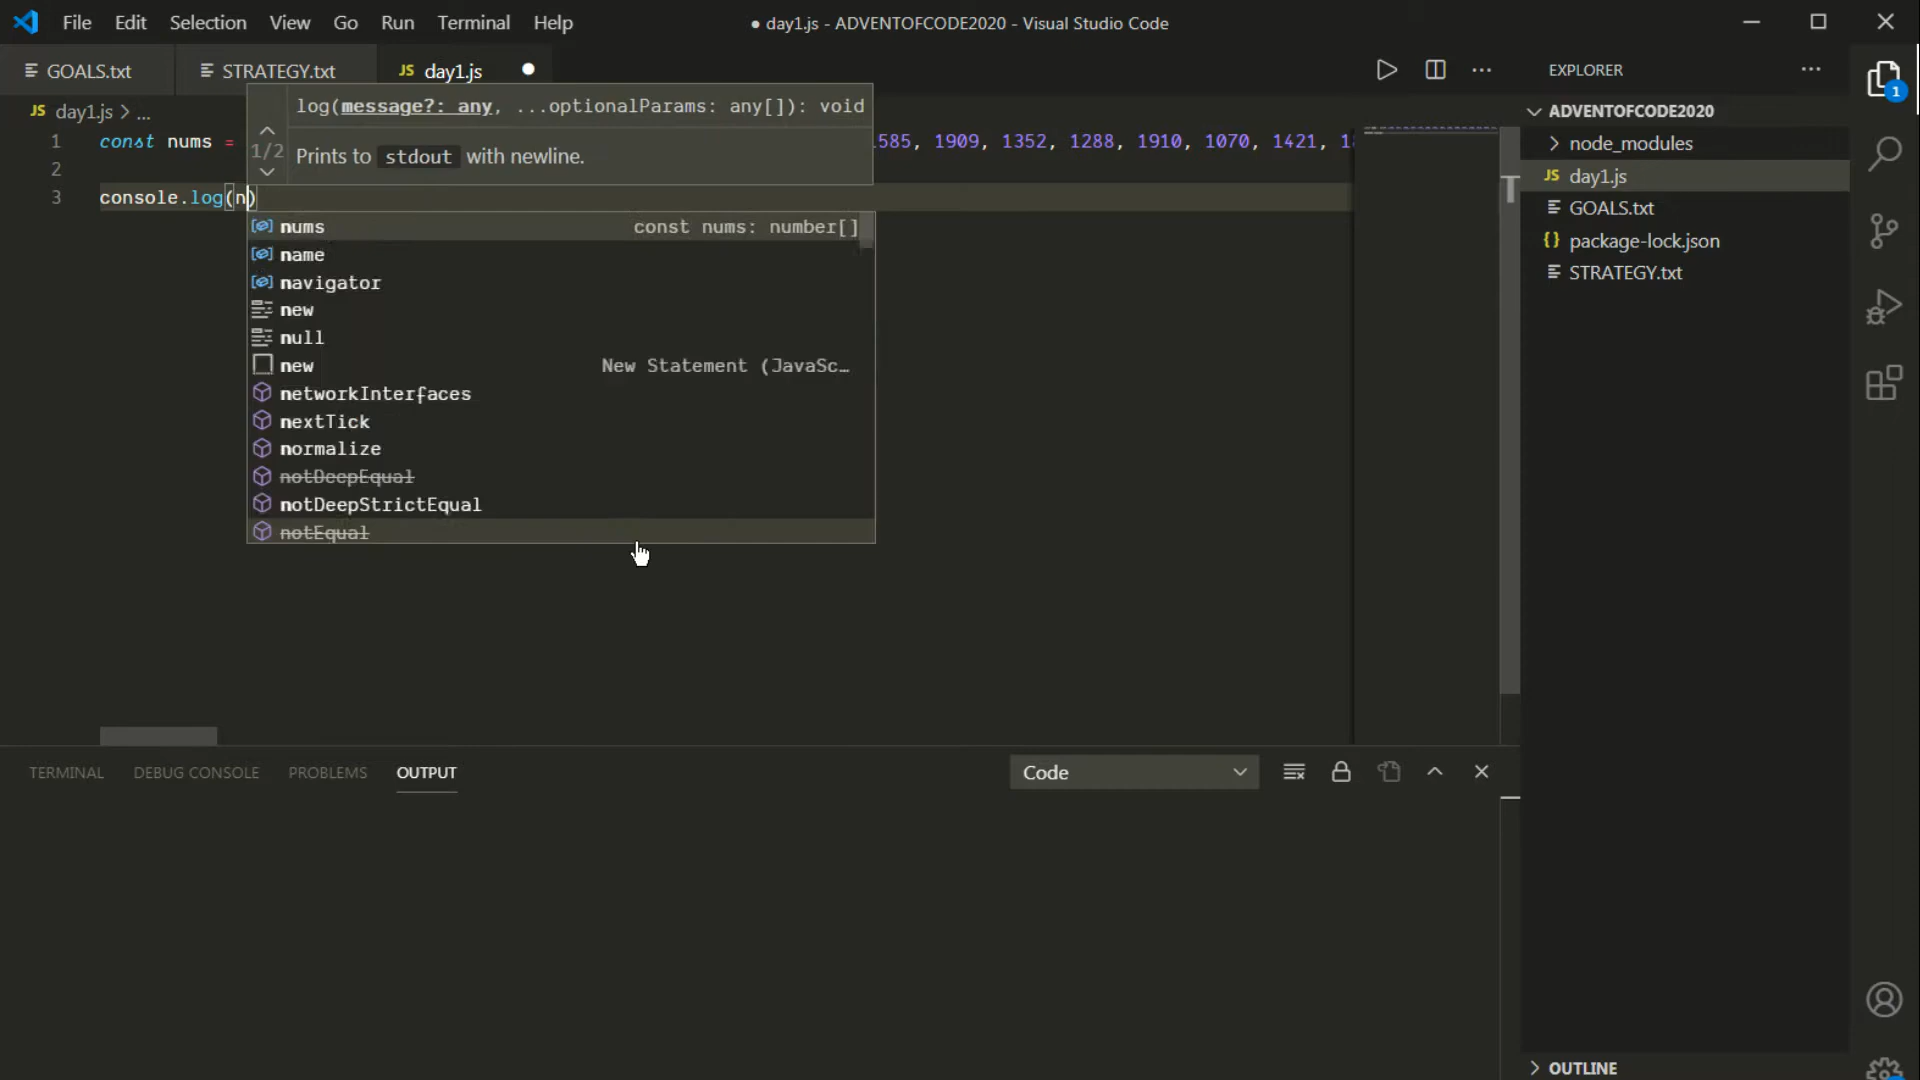 File Edit Selection View Go Run Terminal Help ● day1.js - ADVENTOFCODE2020 - Visual Studio Code
GOALS.txt STRATEGY.txt JS day1.js
EXPLORER
JS day1.js > ...
log(message?: any, ...optionalParams: any[]): void
1/2
Prints to stdout with newline.
1 const nums = 585, 1909, 1352, 1288, 1910, 1070, 1421,
2
3 console.log(n)
nums const nums: number[]
name
navigator
new
null
new New Statement (JavaSc…
networkInterfaces
nextTick
normalize
notDeepEqual
notDeepStrictEqual
notEqual
ADVENTOFCODE2020
node_modules
JS day1.js
GOALS.txt
{} package-lock.json
STRATEGY.txt
1
TERMINAL DEBUG CONSOLE PROBLEMS OUTPUT Code
OUTLINE